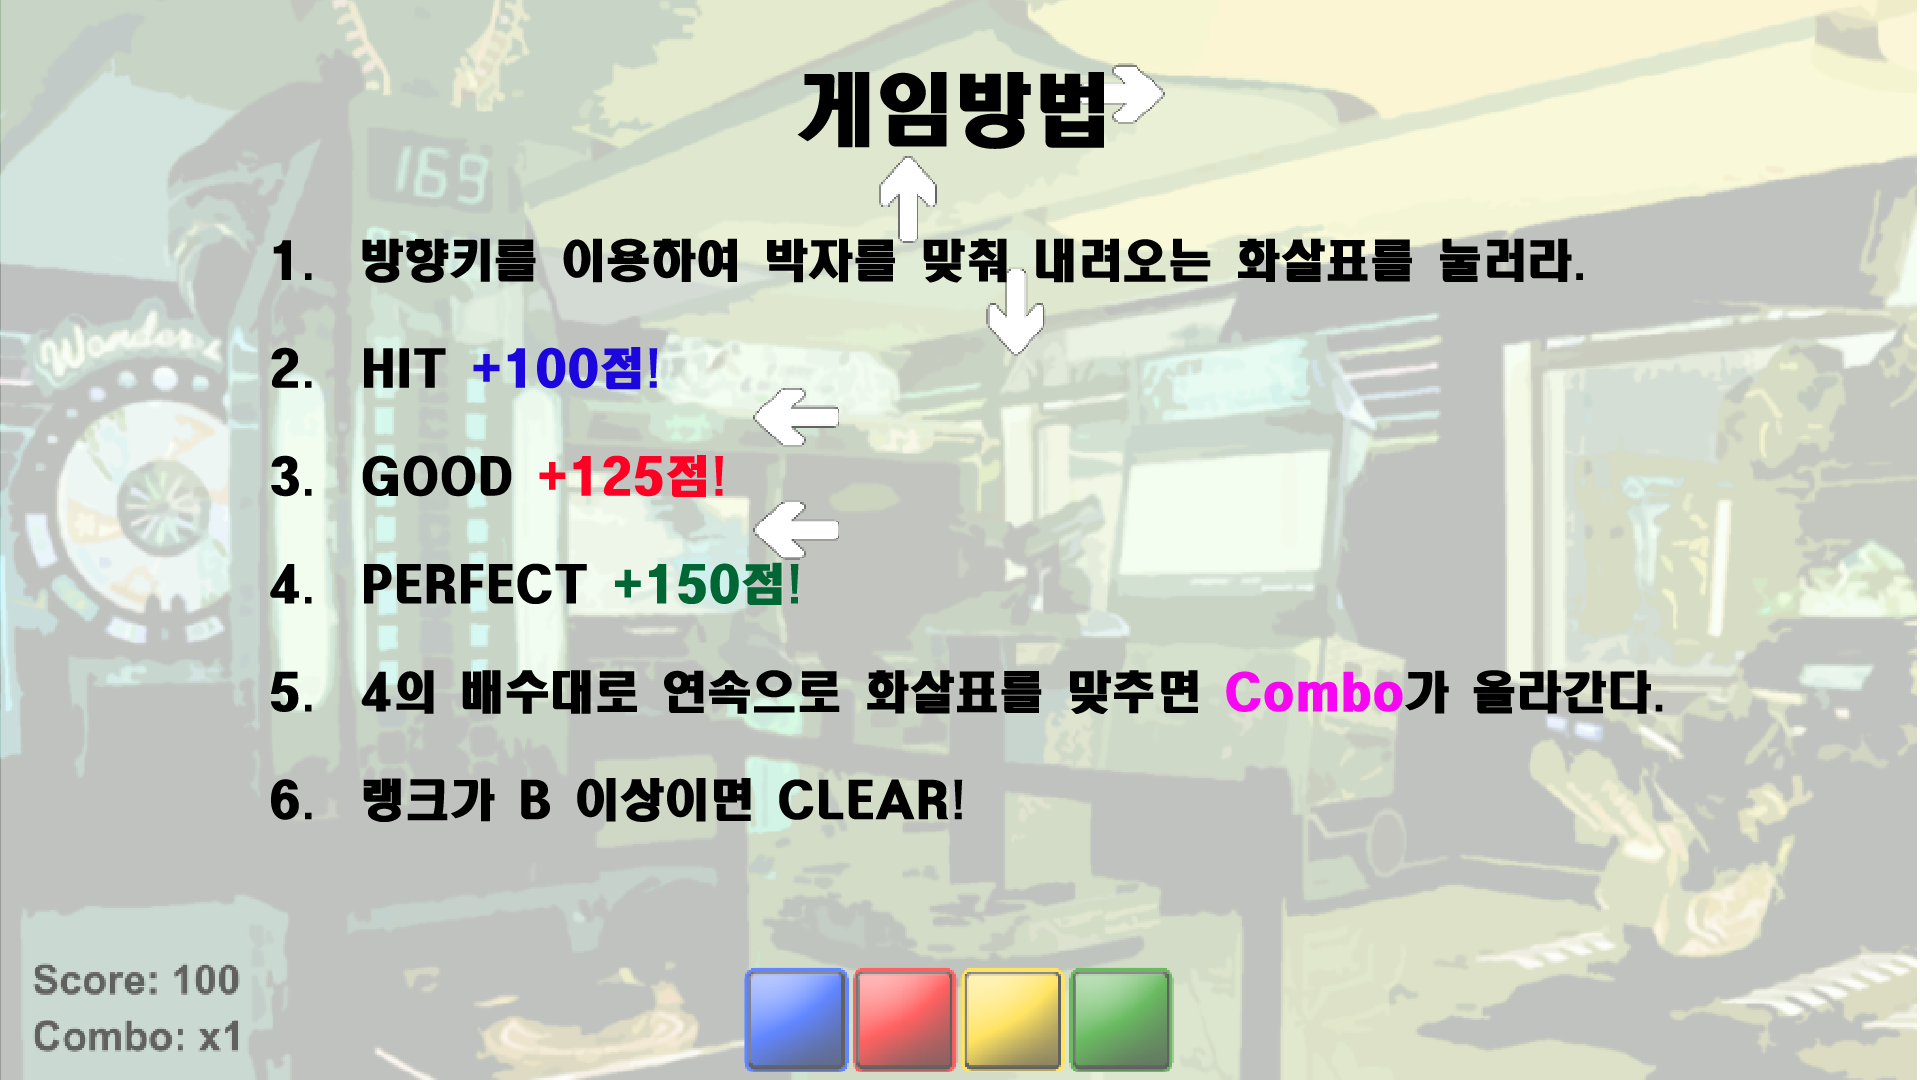 게임방법
169
Wonder
1. 방향키를 이용하여 박자를 맞춰 내려오는 화살표를 눌러라.
2. HIT +100점!
3. GOOD +125점!
4. PERFECT +150점!
5. 4의 배수대로 연속으로 화살표를 맞추면 Combo가 올라간다.
6. 랭크가 B 이상이면 CLEAR!
Score: 100
Combo: x1